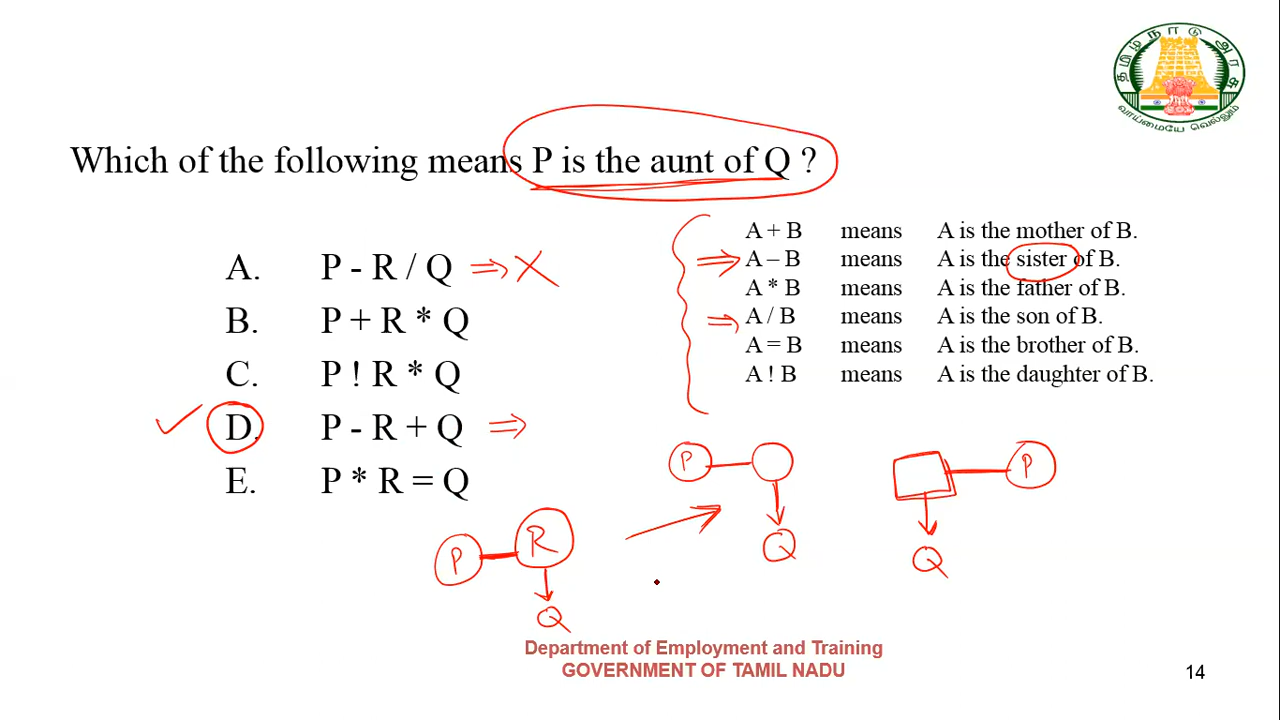 தமிழ்நாடு அரசு
வாய்மையே வெல்லும்
Which of the following means P is the aunt of Q ?
A + B means A is the mother of B.
A – B means A is the sister of B.
A * B means A is the father of B.
A / B means A is the son of B.
A = B means A is the brother of B.
A ! B means A is the daughter of B.
A. P - R / Q ⇒ X
B. P + R * Q
C. P ! R * Q
D. P - R + Q ⇒
E. P * R = Q
P
Q
P
Q
P R
Q
Department of Employment and Training
GOVERNMENT OF TAMIL NADU
14